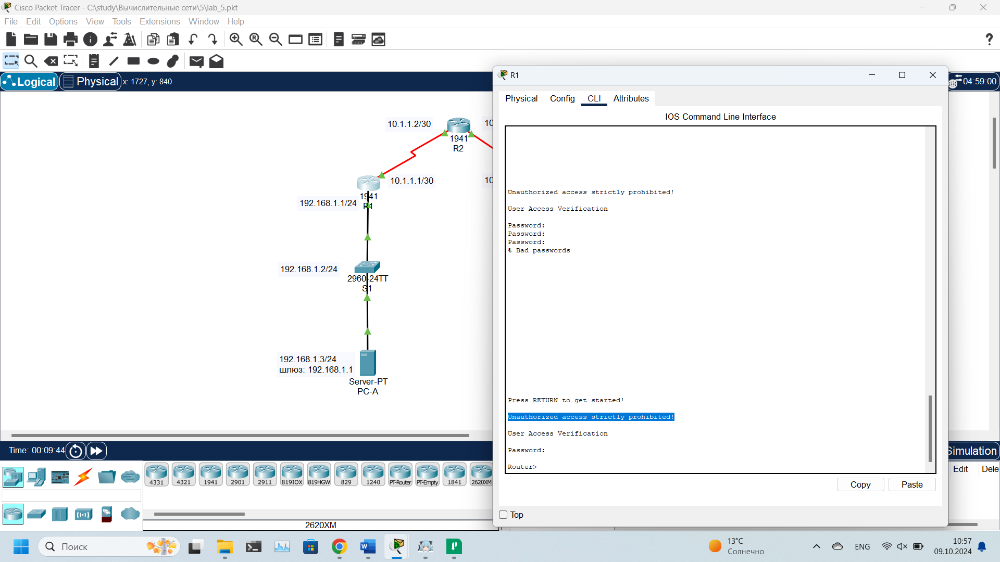 Cisco Packet Tracer - C:\study\Вычислительные сети\5\lab_5.pkt
File Edit Options View Tools Extensions Window Help
Logical Physical x: 1727, y: 840
04:59:00
10.1.1.2/30
10
1941
R2
10.1.1.1/30
10
1941
R1
192.168.1.1/24
192.168.1.2/24
2960-24TT
S1
192.168.1.3/24
шлюз: 192.168.1.1
Server-PT
PC-A
R1
Physical Config CLI Attributes
IOS Command Line Interface
Unauthorized access strictly prohibited!
User Access Verification
Password:
Password:
Password:
% Bad passwords
Press RETURN to get started!
Unauthorized access strictly prohibited!
User Access Verification
Password:
Router>
Copy Paste
Top
Time: 00:09:44
Simulation
Edit Dele
4331 4321 1941 2901 2911 819IOX 819HGW 829 1240 PT-Router PT-Empty 1841 2620XM
2620XM
Поиск
13°C
Солнечно
ENG
10:57
09.10.2024